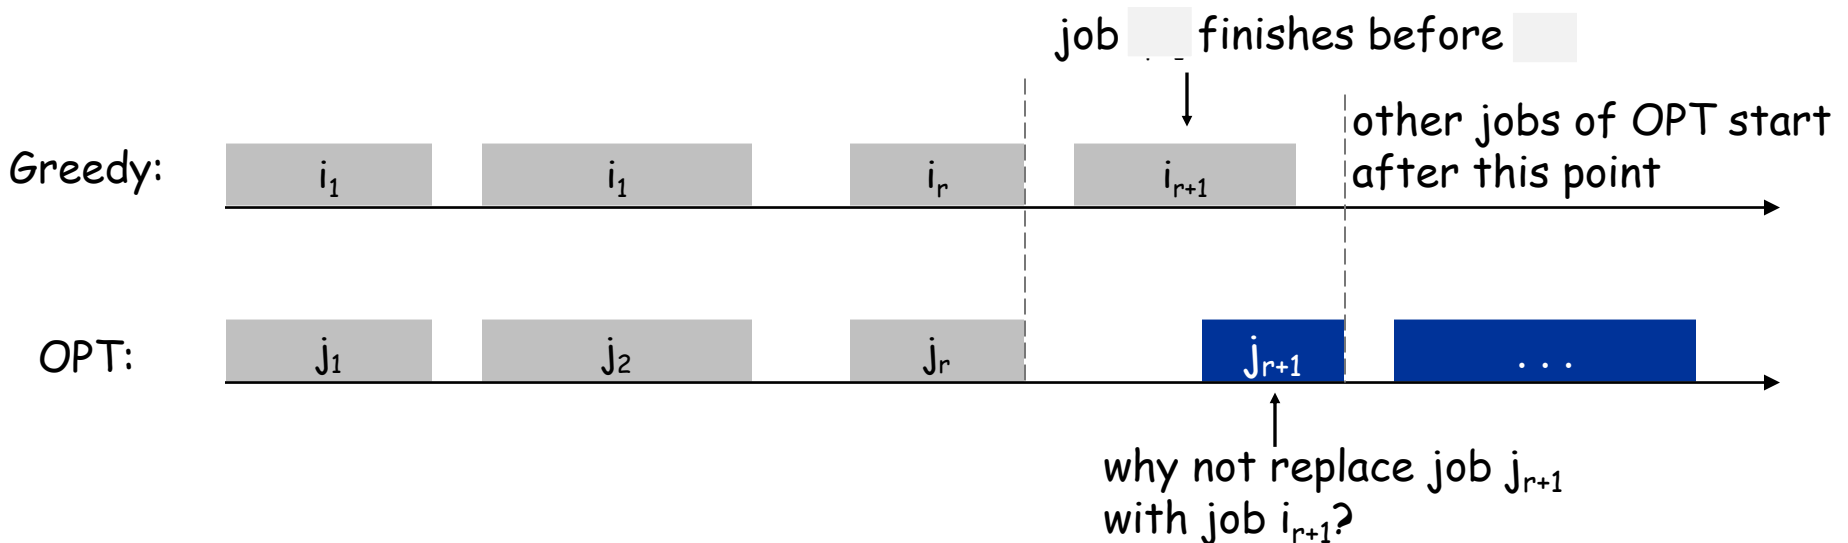 job finishes before
other jobs of OPT start
after this point
Greedy: i₁ i₁ iᵣ iᵣ₊₁
OPT: j₁ j₂ jᵣ jᵣ₊₁ . . .
why not replace job jᵣ₊₁
with job iᵣ₊₁?